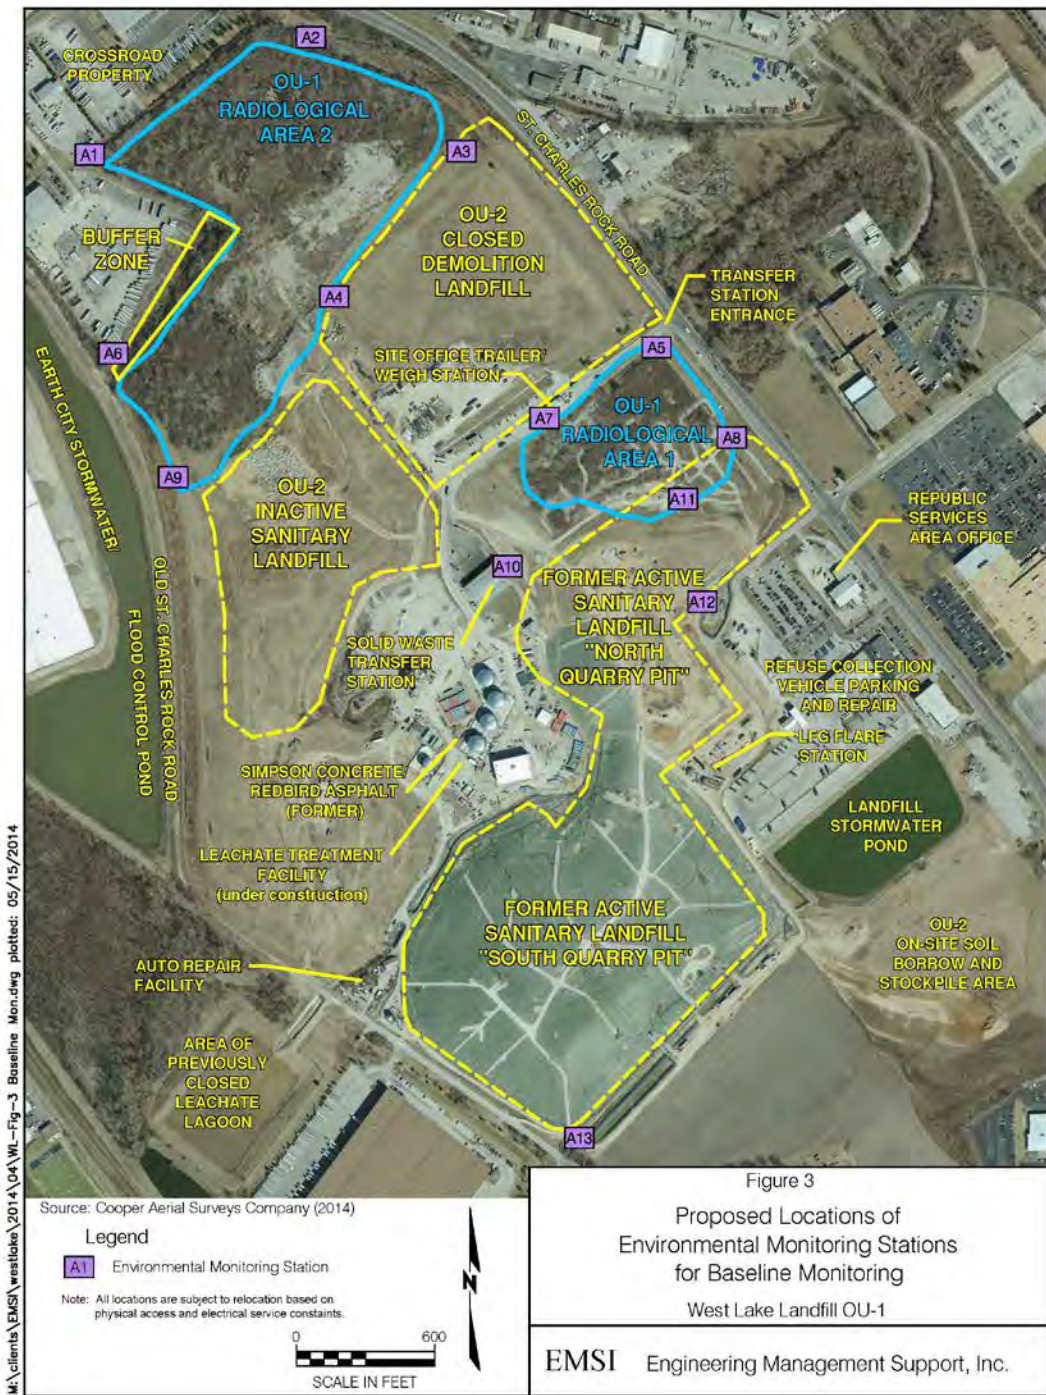 CROSSROAD
PROPERTY
A2
OU-1
RADIOLOGICAL
AREA 2
A1
A3
ST. CHARLES ROCK ROAD
BUFFER
ZONE
OU-2
CLOSED
DEMOLITION
LANDFILL
A4
TRANSFER
STATION
ENTRANCE
A6
A5
SITE OFFICE TRAILER/
WEIGH STATION
EARTH CITY STORMWATER/
FLOOD CONTROL POND
OLD ST. CHARLES ROCK ROAD
A7
OU-1
RADIOLOGICAL
AREA 1
A8
A9
OU-2
INACTIVE
SANITARY
LANDFILL
A11
REPUBLIC
SERVICES
AREA OFFICE
A10
FORMER ACTIVE
SANITARY
LANDFILL
"NORTH
QUARRY PIT"
A12
SOLID WASTE
TRANSFER
STATION
REFUSE COLLECTION
VEHICLE PARKING
AND REPAIR
LFG FLARE
STATION
SIMPSON CONCRETE/
REDBIRD ASPHALT
(FORMER)
LANDFILL
STORMWATER
POND
LEACHATE TREATMENT
FACILITY
(under construction)
FORMER ACTIVE
SANITARY LANDFILL
"SOUTH QUARRY PIT"
OU-2
ON-SITE SOIL
BORROW AND
STOCKPILE AREA
AUTO REPAIR
FACILITY
AREA OF
PREVIOUSLY
CLOSED
LEACHATE
LAGOON
A13
M:\clients\EMSI\westlake\2014\04\WL-Fig-3 Baseline Mon.dwg plotted: 05/15/2014
Source: Cooper Aerial Surveys Company (2014)
Legend
A1 Environmental Monitoring Station
Note: All locations are subject to relocation based on
physical access and electrical service constaints.
N
0 600
SCALE IN FEET
Figure 3
Proposed Locations of
Environmental Monitoring Stations
for Baseline Monitoring
West Lake Landfill OU-1
EMSI Engineering Management Support, Inc.